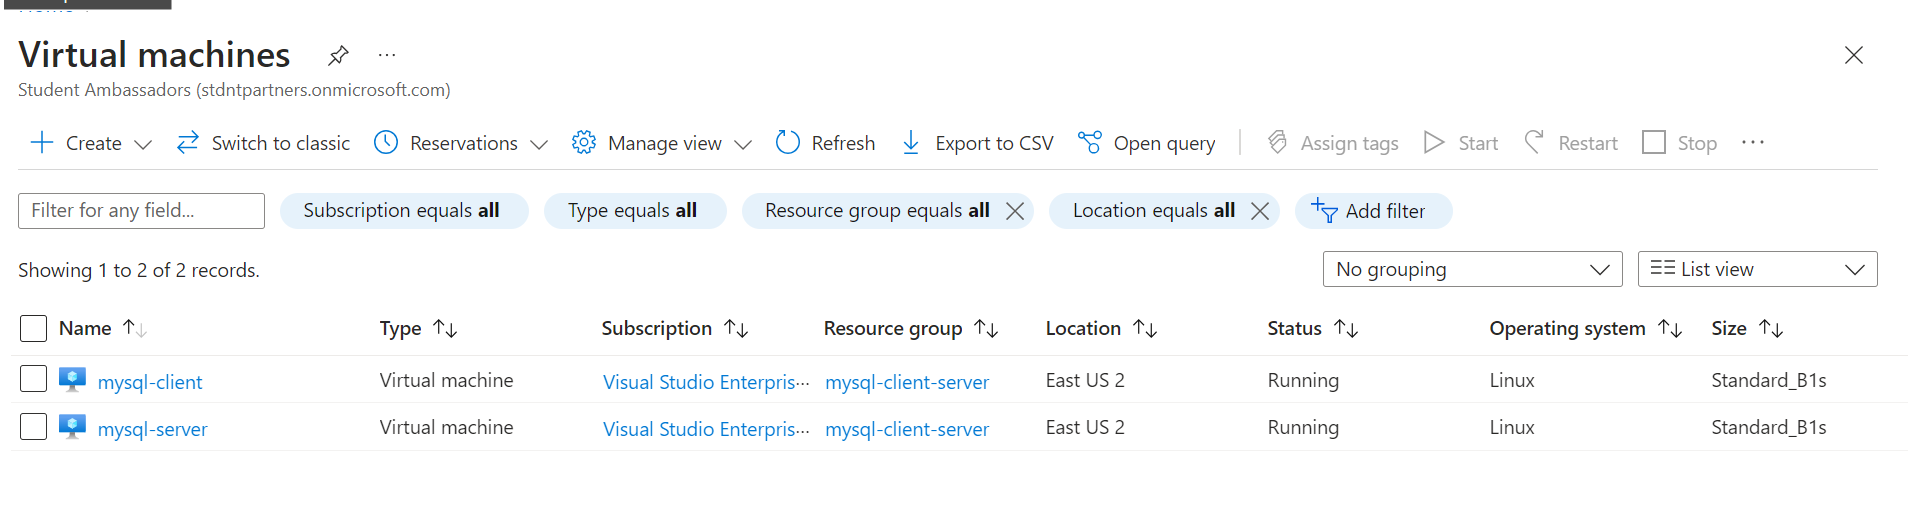 Virtual machines ...
Student Ambassadors (stdntpartners.onmicrosoft.com)
Create Switch to classic Reservations Manage view Refresh Export to CSV Open query Assign tags Start Restart Stop ...
Filter for any field... Subscription equals all Type equals all Resource group equals all Location equals all Add filter
Showing 1 to 2 of 2 records. No grouping List view
Name Type Subscription Resource group Location Status Operating system Size
mysql-client Virtual machine Visual Studio Enterpris... mysql-client-server East US 2 Running Linux Standard_B1s
mysql-server Virtual machine Visual Studio Enterpris... mysql-client-server East US 2 Running Linux Standard_B1s